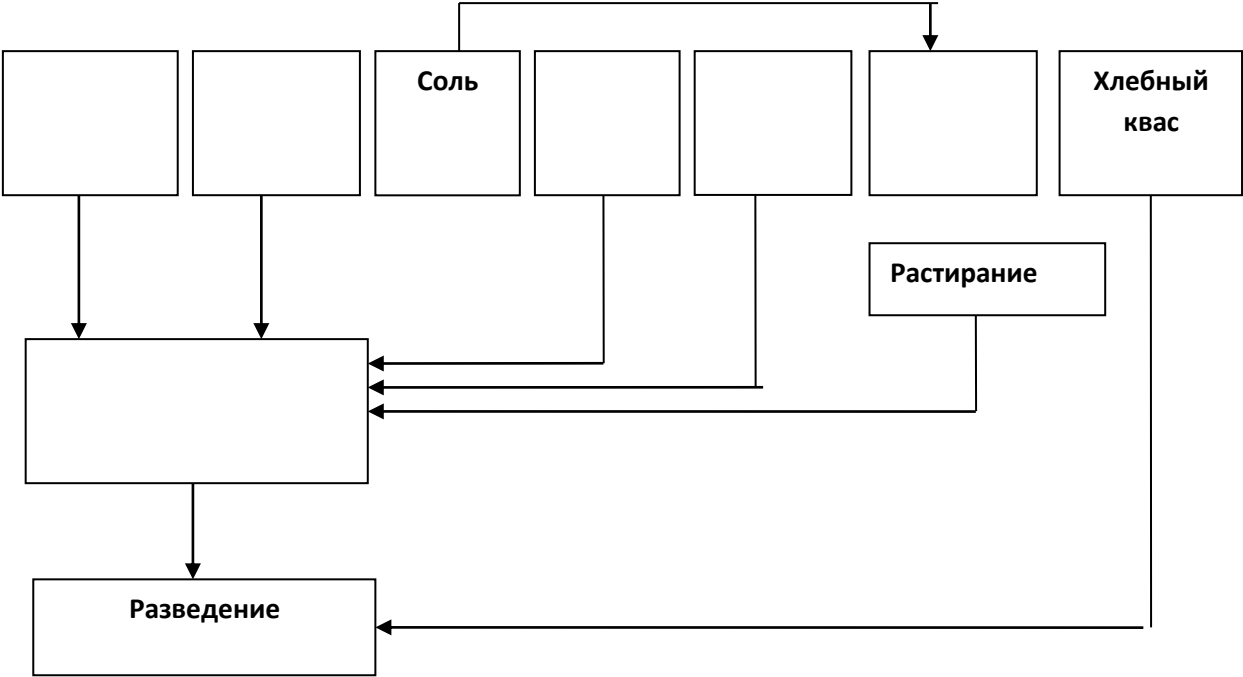 Соль
Хлебный
квас
Растирание
Разведение